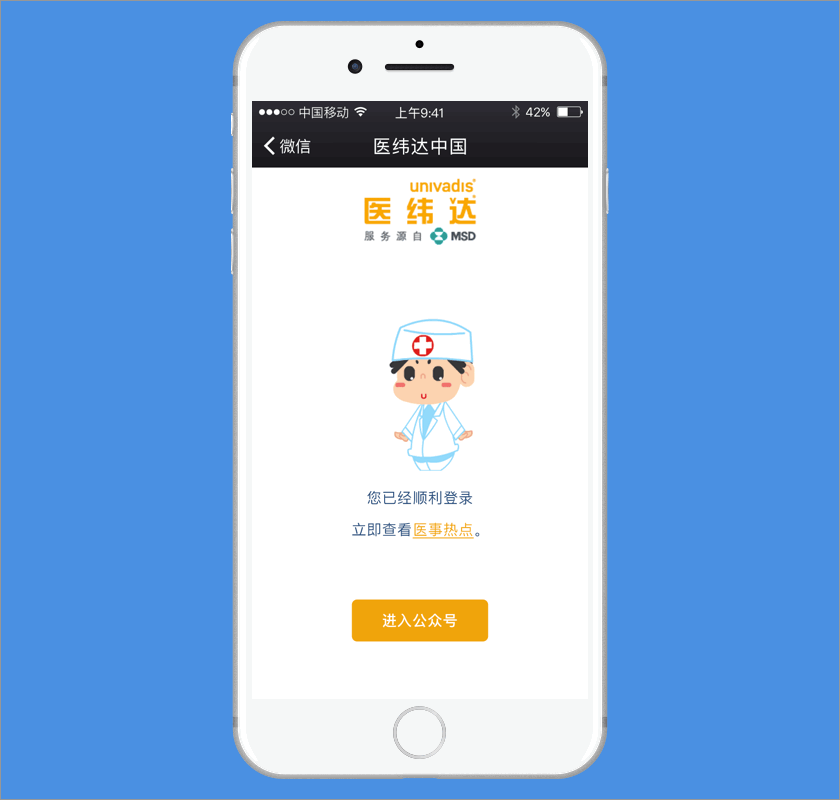 中国移动 上午9:41 42%
微信 医纬达中国
univadis®
医纬达
服务源自 MSD
您已经顺利登录
立即查看医事热点。
进入公众号